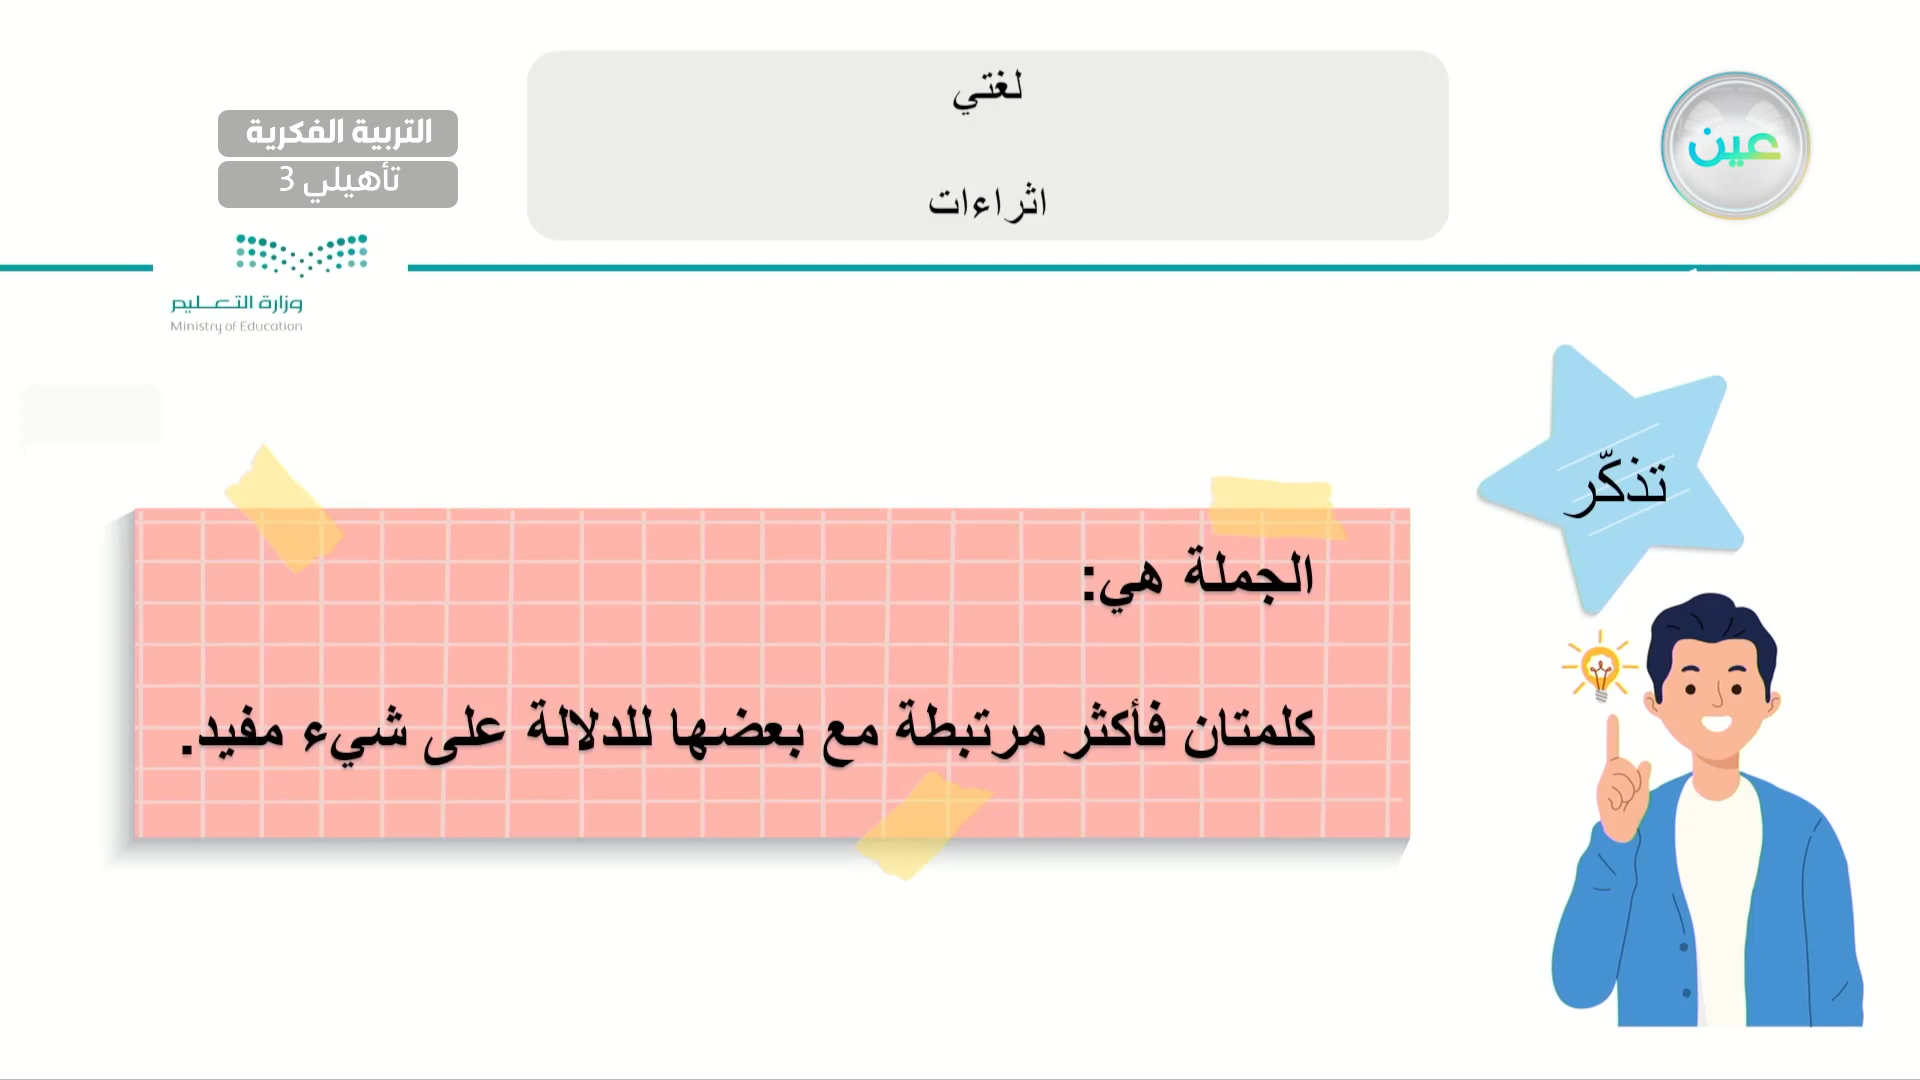 لغتي
اثراءات
عين
التربية الفكرية
تأهيلي 3
وزارة التعليم
Ministry of Education
تذكّر
الجملة هي:
كلمتان فأكثر مرتبطة مع بعضها للدلالة على شيء مفيد.